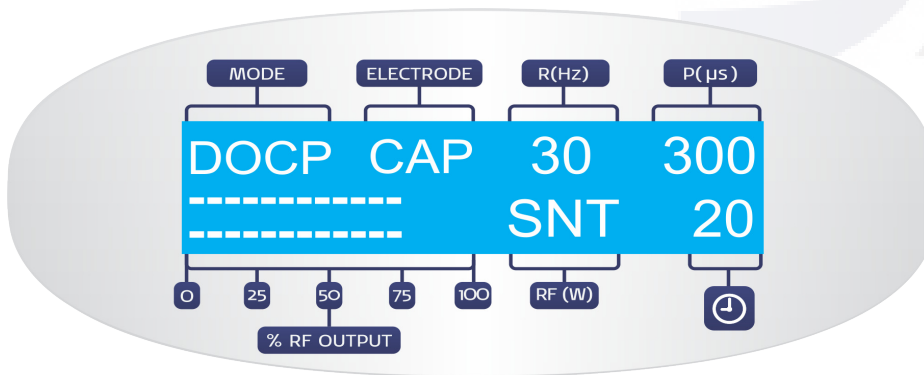 MODE ELECTRODE R(Hz) P(µs)
DOCP CAP 30 300
------------
------------ SNT 20
0 25 50 75 100 RF (W)
% RF OUTPUT